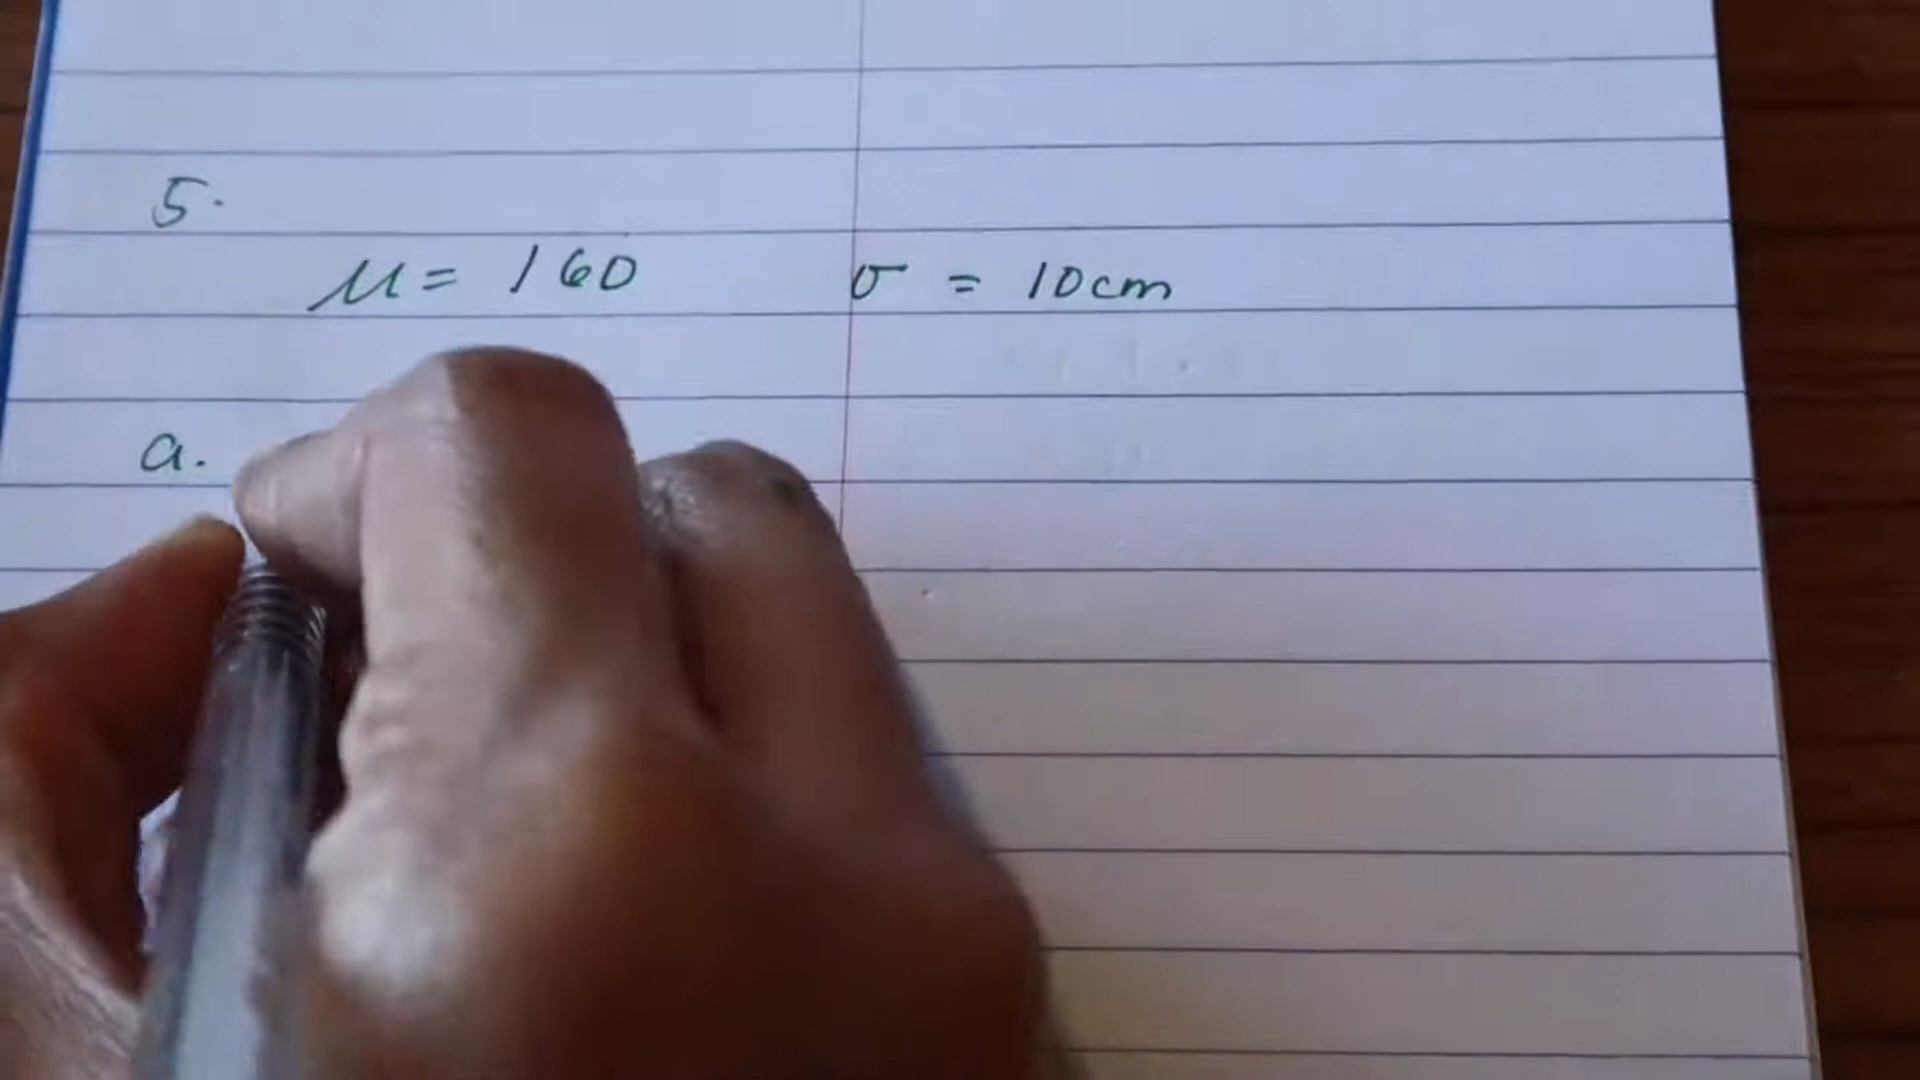 5.
μ = 160 σ = 10cm
a.